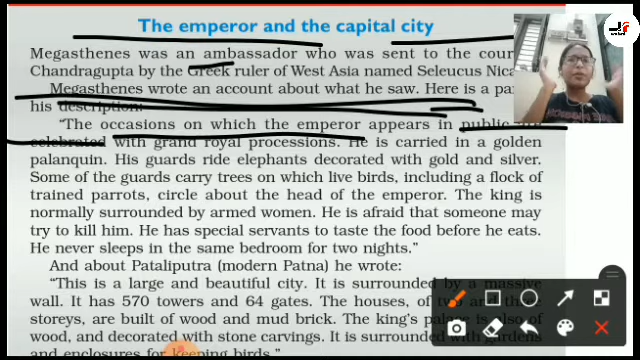 The emperor and the capital city
Megasthenes was an ambassador who was sent to the
Chandragupta by the Greek ruler of West Asia named Seleucus
Megasthenes wrote an account about what he saw. Here is a
his description:
"The occasions on which the emperor appears in public are
celebrated with grand royal processions. He is carried in a golden
palanquin. His guards ride elephants decorated with gold and silver.
Some of the guards carry trees on which live birds, including a flock of
trained parrots, circle about the head of the emperor. The king is
normally surrounded by armed women. He is afraid that someone may
try to kill him. He has special servants to taste the food before he eats.
He never sleeps in the same bedroom for two nights."
And about Pataliputra (modern Patna) he wrote:
"This is a large and beautiful city. It is surrounded by a massive
wall. It has 570 towers and 64 gates. The houses, of two and three
storeys, are built of wood and mud brick. The king's palace is also of
wood, and decorated with stone carvings. It is surrounded with gardens
and enclosures for keeping birds."